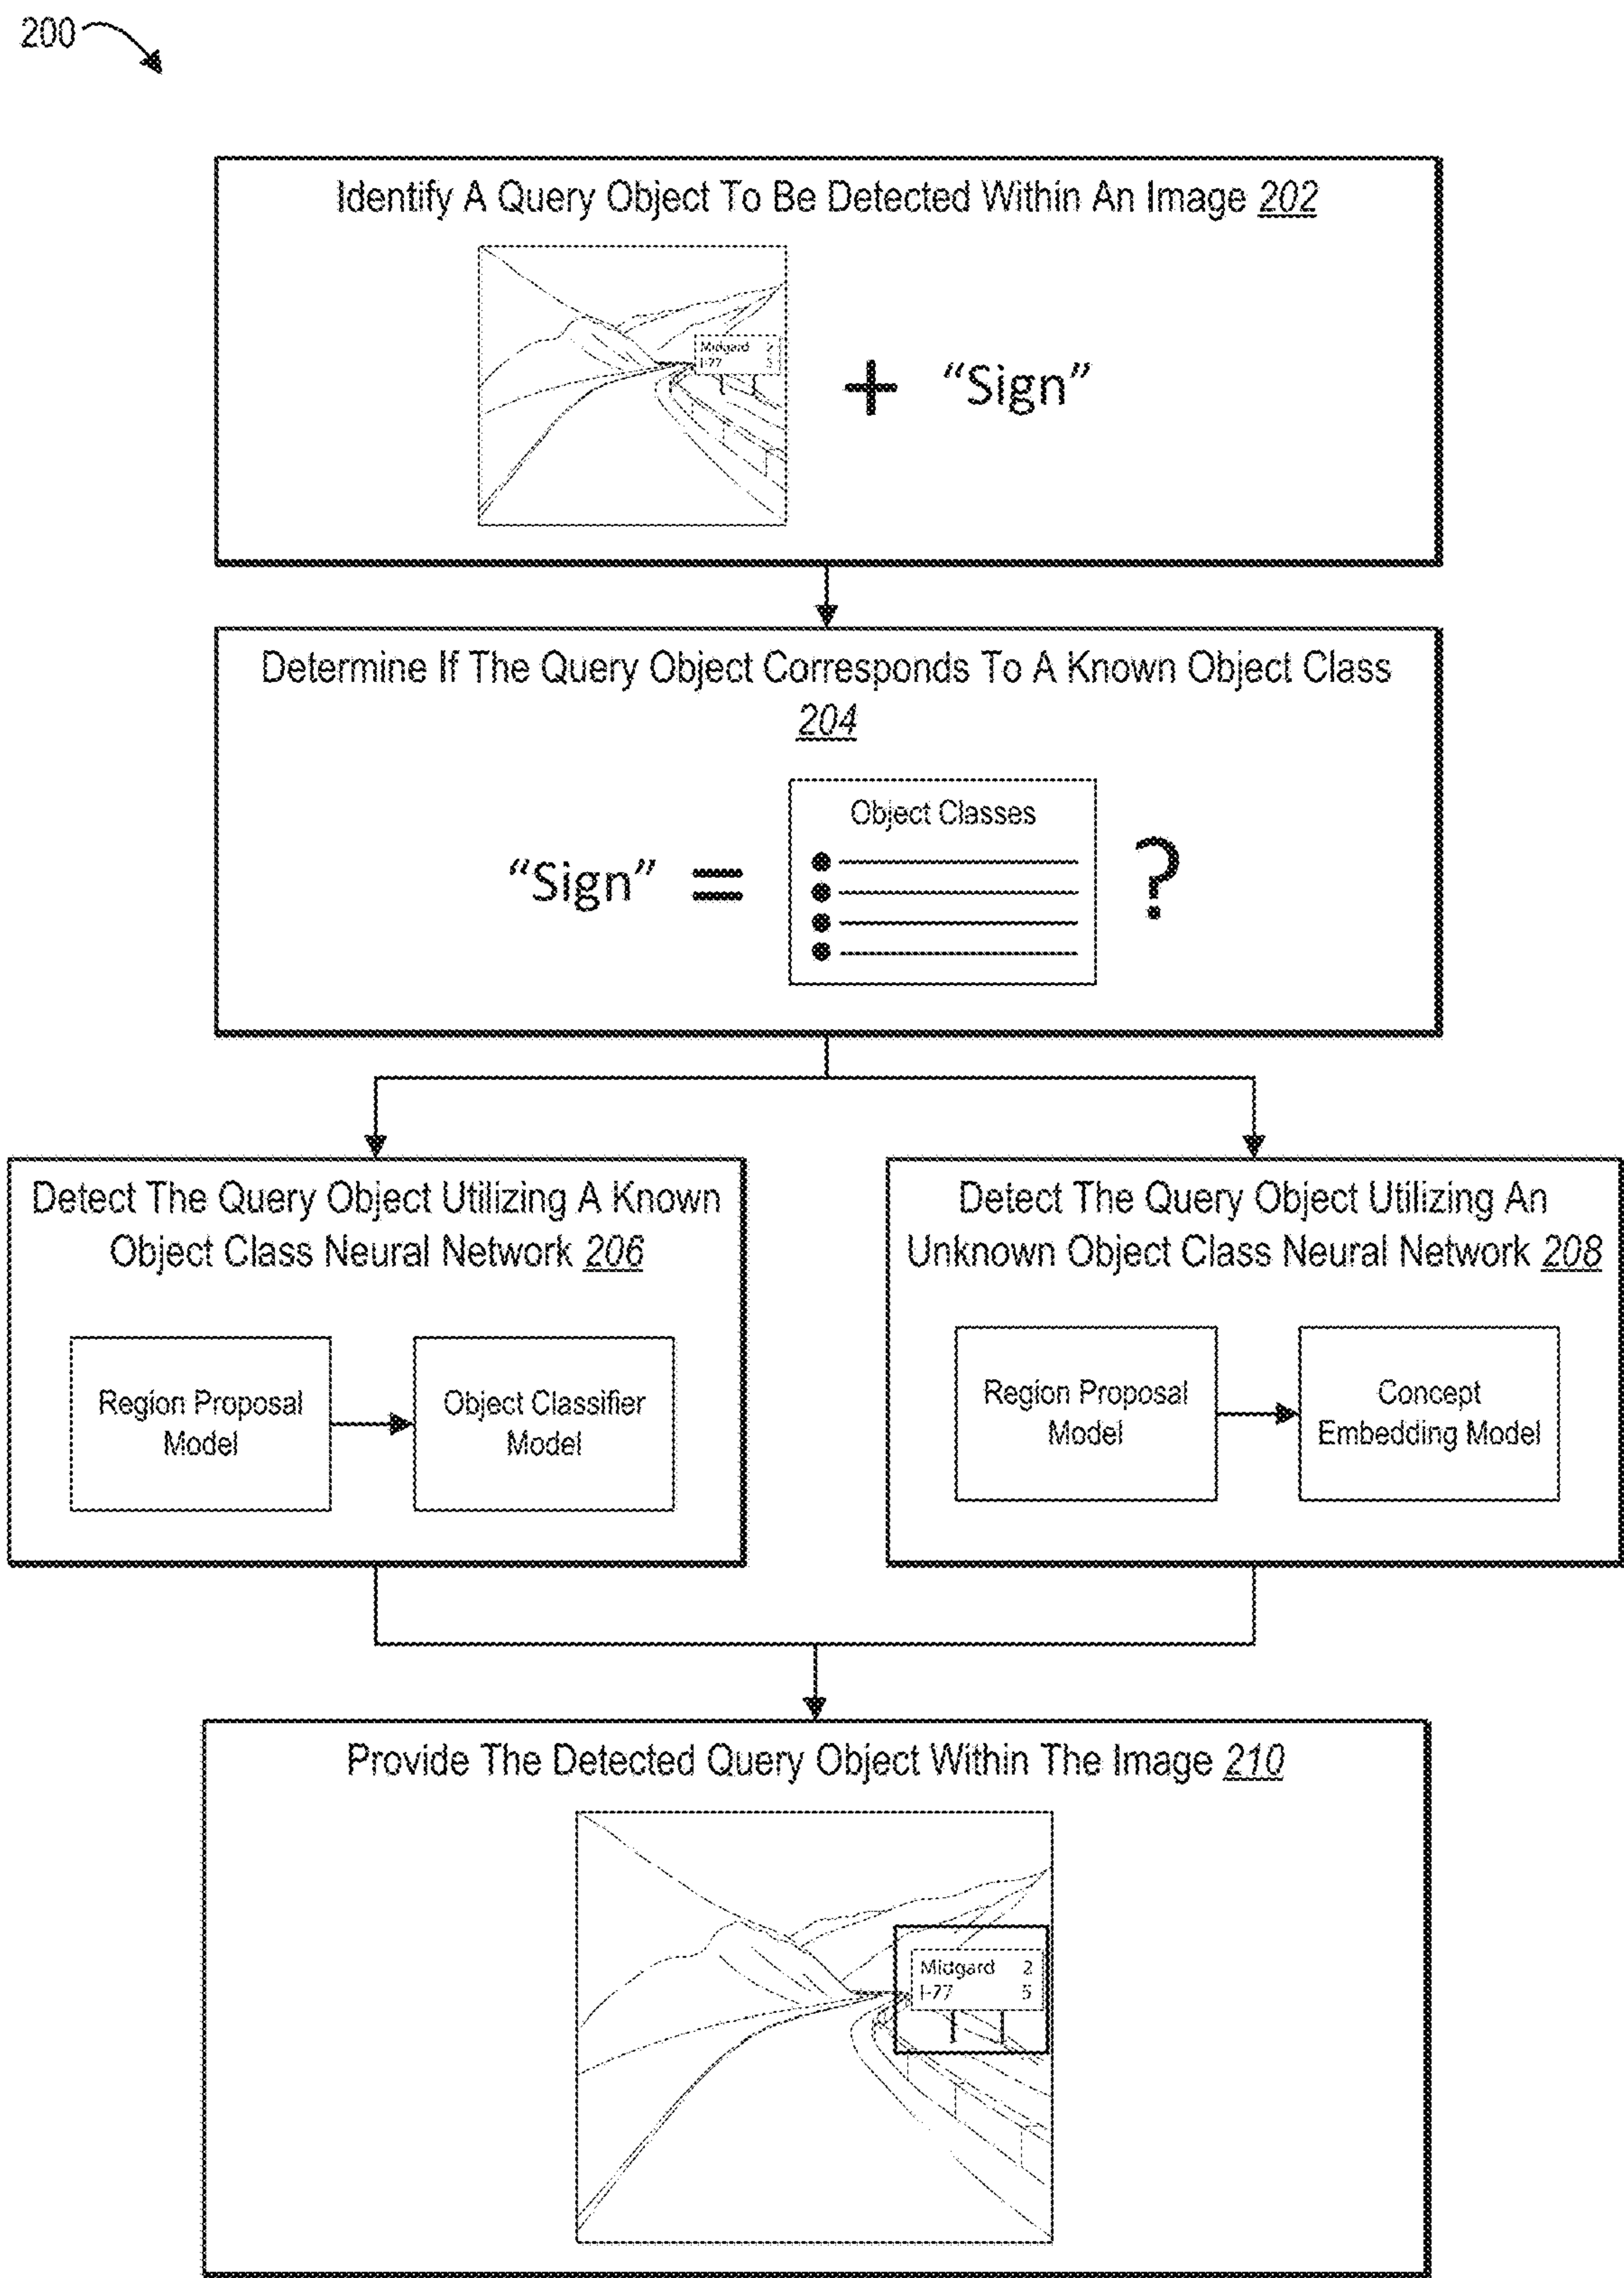 200
Identify A Query Object To Be Detected Within An Image 202
Midgard 2
I-77 5
+ “Sign”
Determine If The Query Object Corresponds To A Known Object Class
204
Object Classes
“Sign” = ?
Detect The Query Object Utilizing A Known
Object Class Neural Network 206
Region Proposal
Model
Object Classifier
Model
Detect The Query Object Utilizing An
Unknown Object Class Neural Network 208
Region Proposal
Model
Concept
Embedding Model
Provide The Detected Query Object Within The Image 210
Midgard 2
I-77 5